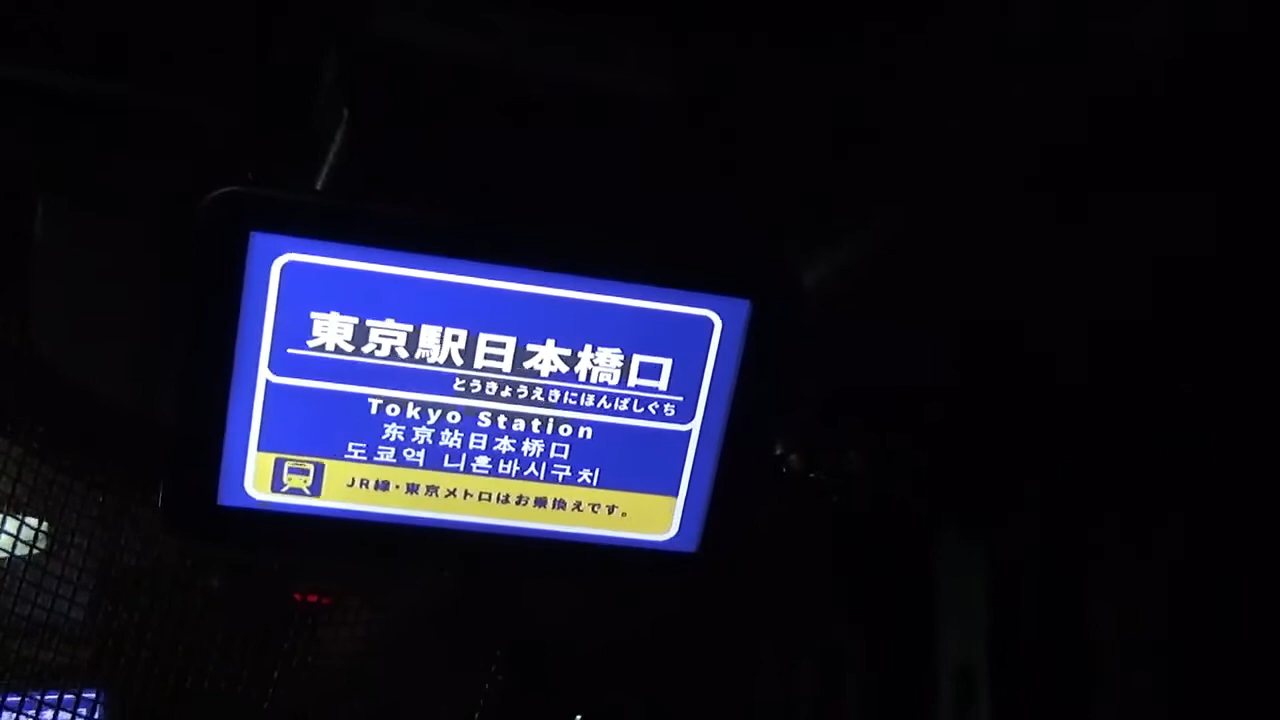 東京駅日本橋口
とうきょうえきにほんばしぐち
Tokyo Station
东京站日本桥口
도쿄역 니혼바시구치
JR線・東京メトロはお乗換えです。